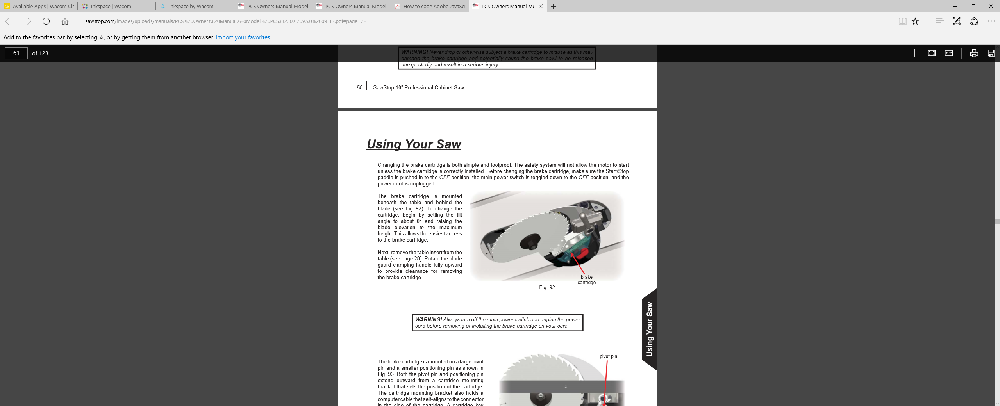 Available Apps | Wacom Clc
Inkspace | Wacom
Inkspace by Wacom
PCS Owners Manual Model
PCS Owners Manual Model
How to code Adobe JavaScr
PCS Owners Manual Mc
sawstop.com/images/uploads/manuals/PCS%20Owners%20Manual%20Model%20PCS31230%20V5.0%2009-13.pdf#page=28
Add to the favorites bar by selecting ☆, or by getting them from another browser. Import your favorites
61 of 123
WARNING! Never drop or otherwise subject a brake cartridge to misuse as this may
damage the brake cartridge and potentially cause the brake pawl to be released
unexpectedly and result in a serious injury.
58 SawStop 10” Professional Cabinet Saw
Using Your Saw
Changing the brake cartridge is both simple and foolproof. The safety system will not allow the motor to start
unless the brake cartridge is correctly installed. Before changing the brake cartridge, make sure the Start/Stop
paddle is pushed in to the OFF position, the main power switch is toggled down to the OFF position, and the
power cord is unplugged.
The brake cartridge is mounted
beneath the table and behind the
blade (see Fig. 92). To change the
cartridge, begin by setting the tilt
angle to about 0° and raising the
blade elevation to the maximum
height. This allows the easiest access
to the brake cartridge.
Next, remove the table insert from the
table (see page 28). Rotate the blade
guard clamping handle fully upward
to provide clearance for removing
the brake cartridge.
brake
cartridge
Fig. 92
WARNING! Always turn off the main power switch and unplug the power
cord before removing or installing the brake cartridge on your saw.
Using Your Saw
The brake cartridge is mounted on a large pivot
pin and a smaller positioning pin as shown in
Fig. 93. Both the pivot pin and positioning pin
extend outward from a cartridge mounting
bracket that sets the position of the cartridge.
The cartridge mounting bracket also holds a
computer cable that self-aligns to the connector
in the side of the cartridge. A cartridge key
pivot pin